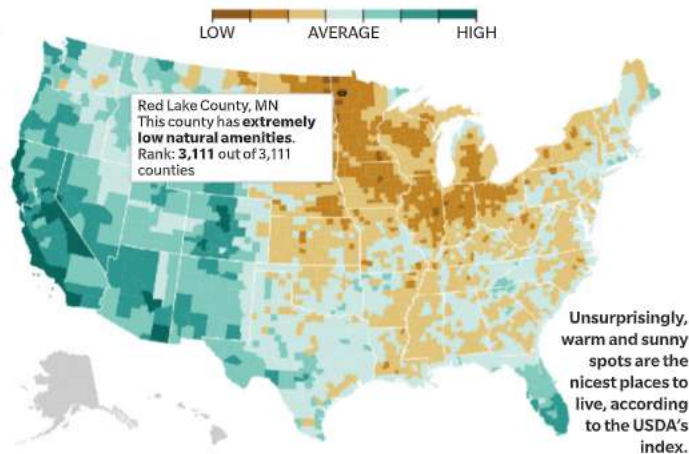 LOW AVERAGE HIGH
Red Lake County, MN
This county has extremely
low natural amenities.
Rank: 3,111 out of 3,111
counties
Unsurprisingly,
warm and sunny
spots are the
nicest places to
live, according
to the USDA's
index.